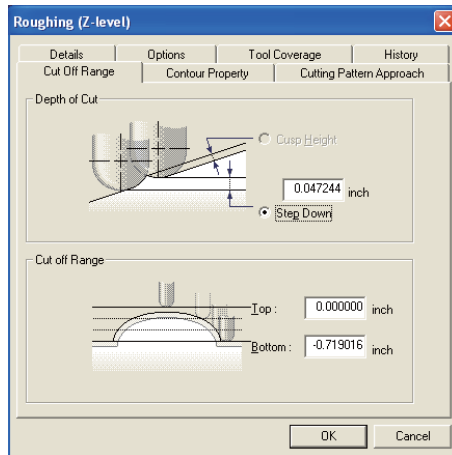 Roughing (Z-level)
Details Options Tool Coverage History
Cut Off Range Contour Property Cutting Pattern Approach
Depth of Cut
Cusp Height
0.047244 inch
Step Down
Cut off Range
Top : 0.000000 inch
Bottom : -0.719016 inch
OK Cancel